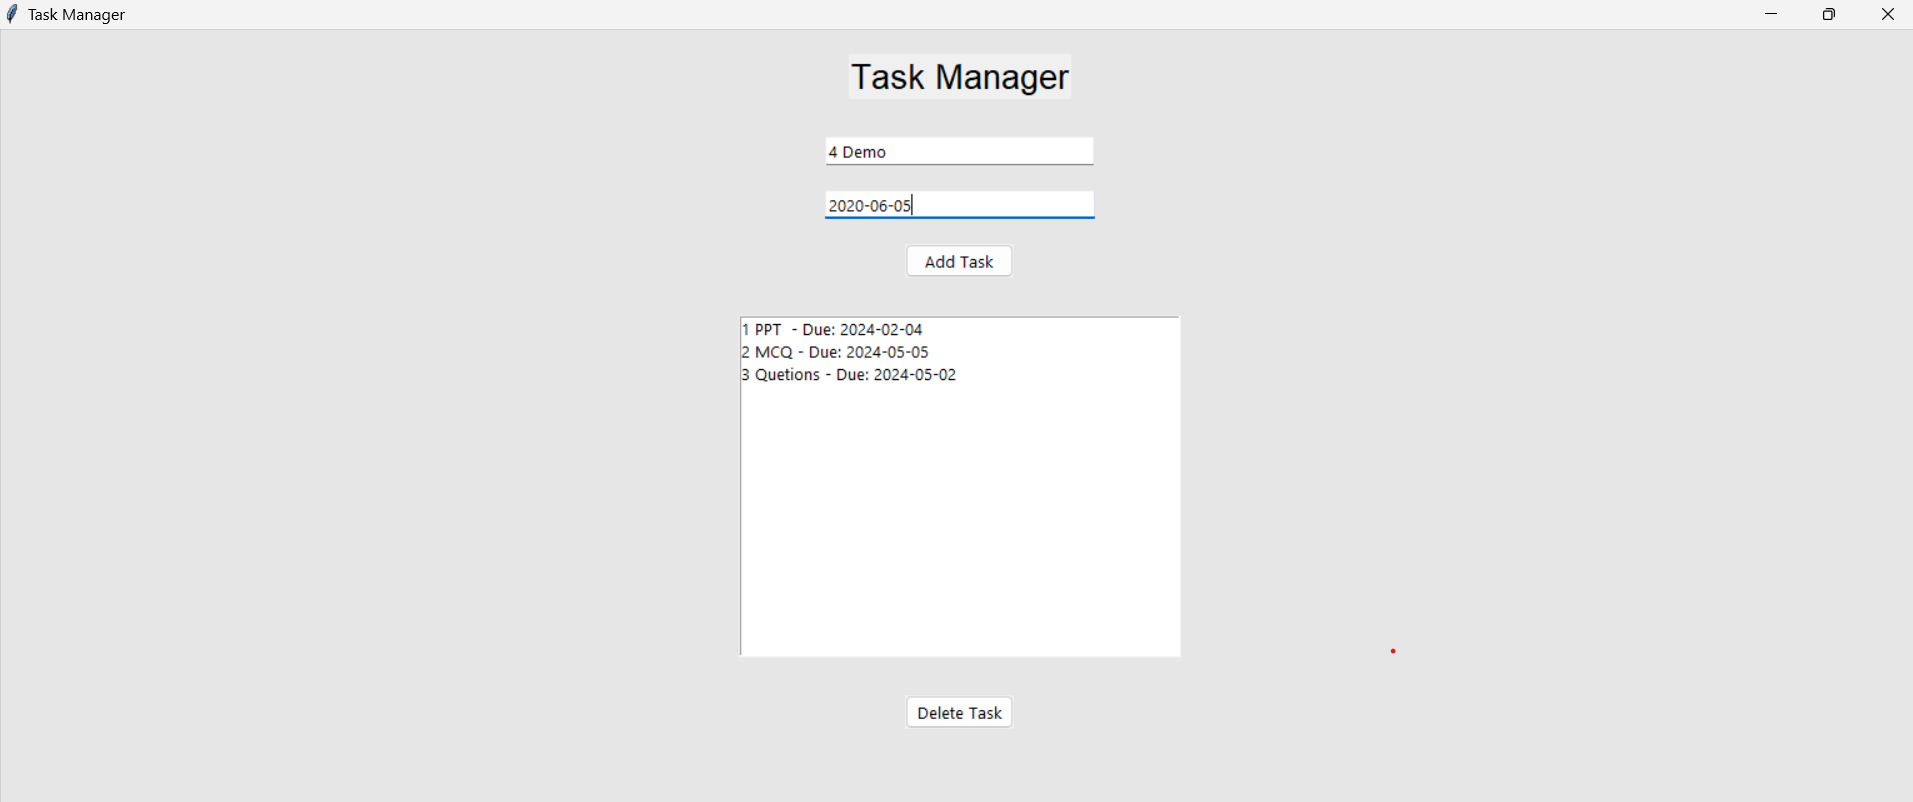 Task Manager
Task Manager
4 Demo
2020-06-05
Add Task
1 PPT  - Due: 2024-02-04
2 MCQ - Due: 2024-05-05
3 Quetions - Due: 2024-05-02
Delete Task